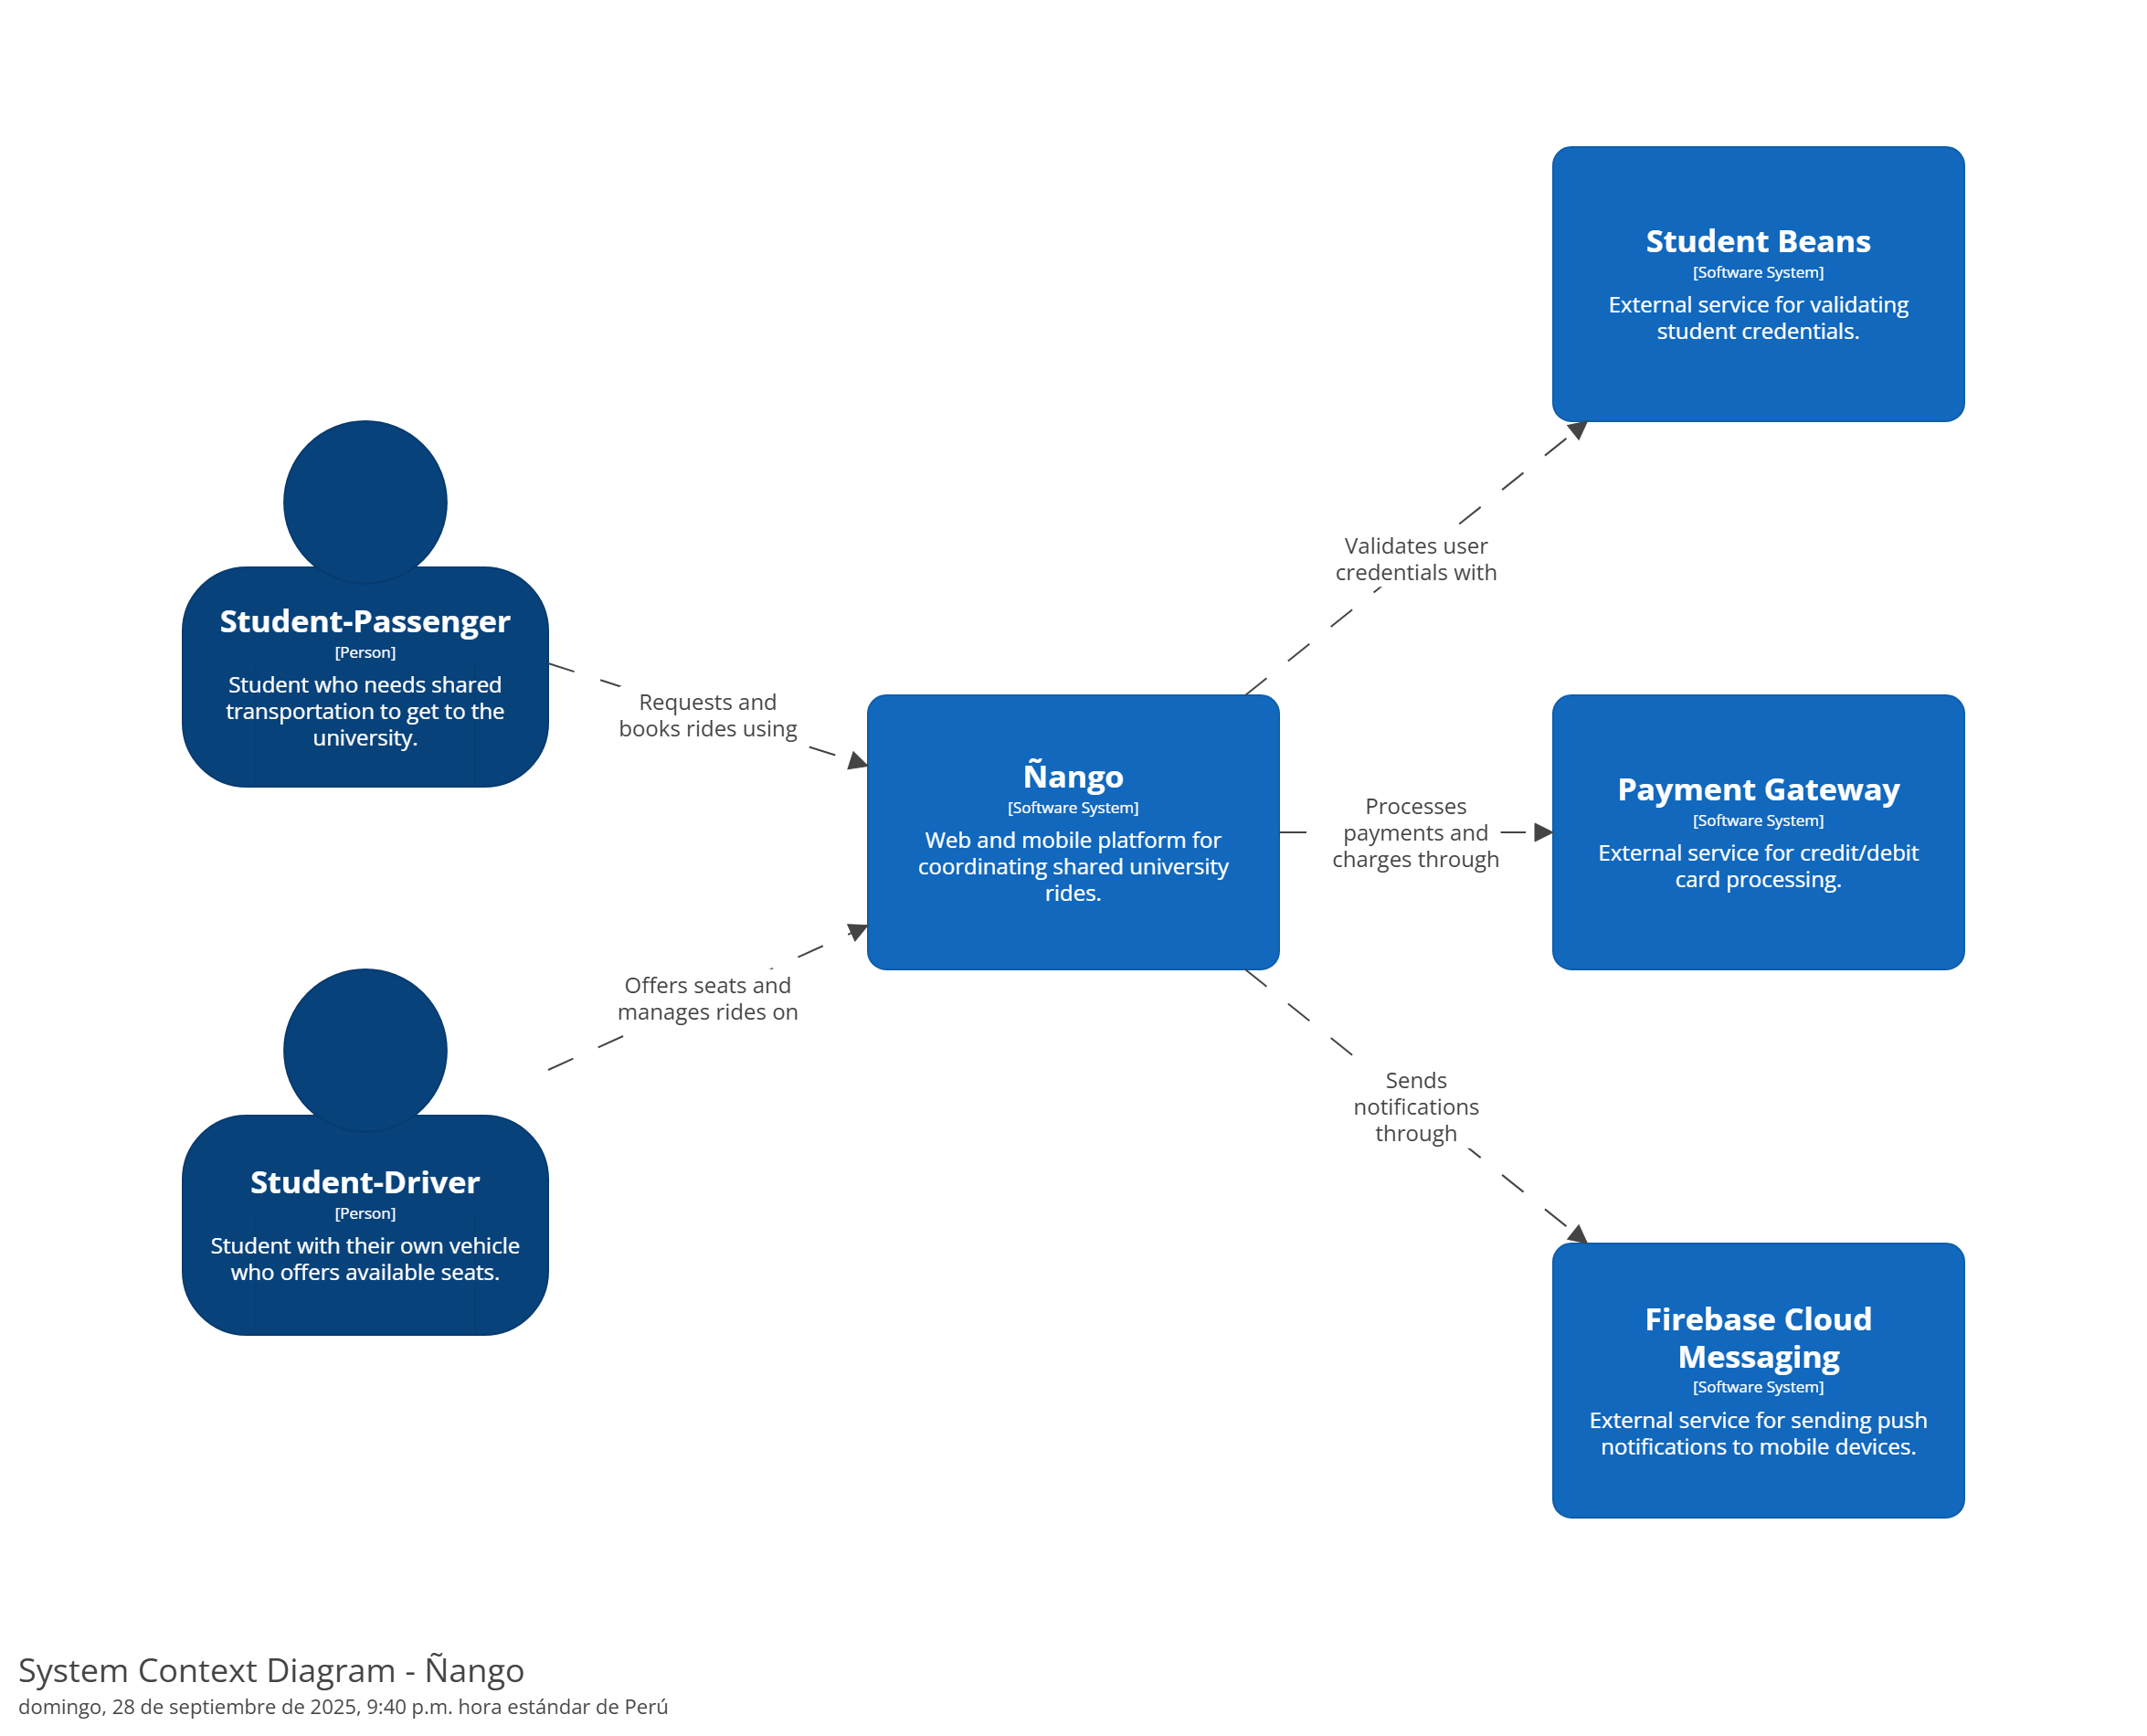 Student Beans
[Software System]
External service for validating
student credentials.
Validates user
credentials with
Student-Passenger
[Person]
Student who needs shared
transportation to get to the
university.
Requests and
books rides using
Ñango
[Software System]
Web and mobile platform for
coordinating shared university
rides.
Processes
payments and
charges through
Payment Gateway
[Software System]
External service for credit/debit
card processing.
Offers seats and
manages rides on
Student-Driver
[Person]
Student with their own vehicle
who offers available seats.
Sends
notifications
through
Firebase Cloud
Messaging
[Software System]
External service for sending push
notifications to mobile devices.
System Context Diagram - Ñango
domingo, 28 de septiembre de 2025, 9:40 p.m. hora estándar de Perú